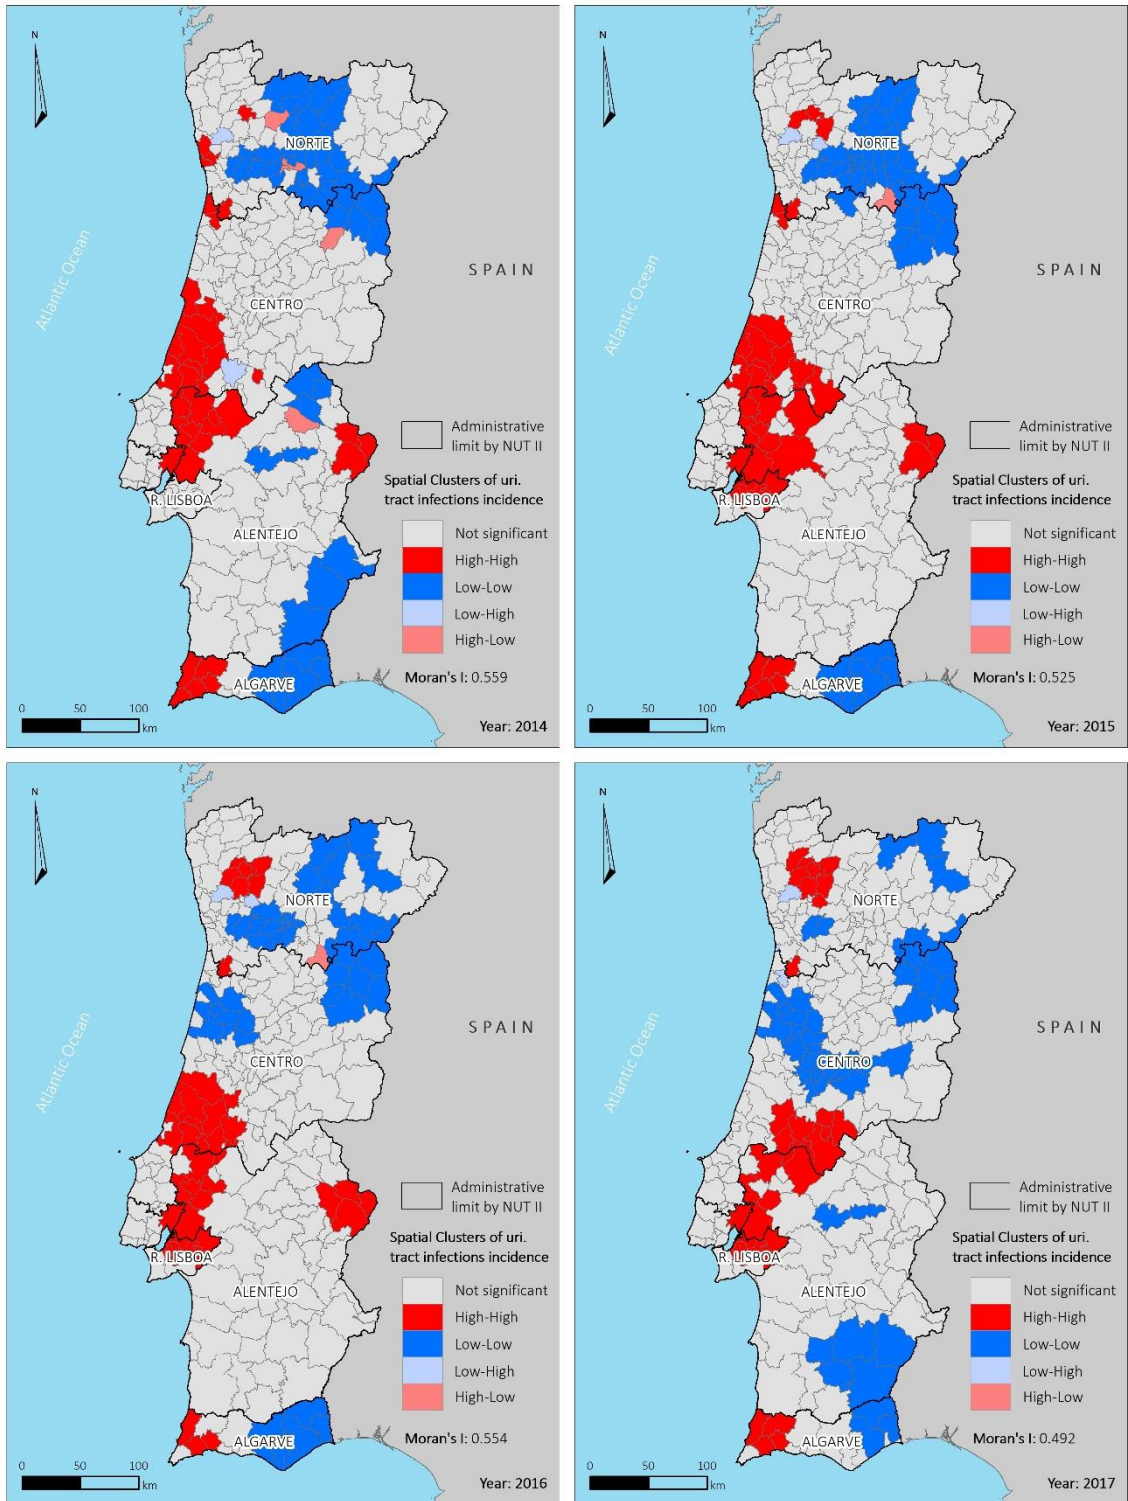 N
NORTE
SPAIN
Atlantic Ocean
CENTRO
Administrative
limit by NUT II
Spatial Clusters of uri.
tract infections incidence
R. LISBOA
Not significant
ALENTEJO
High-High
Low-Low
Low-High
High-Low
Moran's I: 0.559
ALGARVE
0 50 100
km
Year: 2014
N
NORTE
SPAIN
Atlantic Ocean
CENTRO
Administrative
limit by NUT II
Spatial Clusters of uri.
tract infections incidence
R. LISBOA
Not significant
ALENTEJO
High-High
Low-Low
Low-High
High-Low
Moran's I: 0.525
ALGARVE
0 50 100
km
Year: 2015
N
NORTE
SPAIN
Atlantic Ocean
CENTRO
Administrative
limit by NUT II
Spatial Clusters of uri.
tract infections incidence
R. LISBOA
Not significant
ALENTEJO
High-High
Low-Low
Low-High
High-Low
Moran's I: 0.554
ALGARVE
0 50 100
km
Year: 2016
N
NORTE
SPAIN
Atlantic Ocean
CENTRO
Administrative
limit by NUT II
Spatial Clusters of uri.
tract infections incidence
R. LISBOA
Not significant
ALENTEJO
High-High
Low-Low
Low-High
High-Low
Moran's I: 0.492
ALGARVE
0 50 100
km
Year: 2017